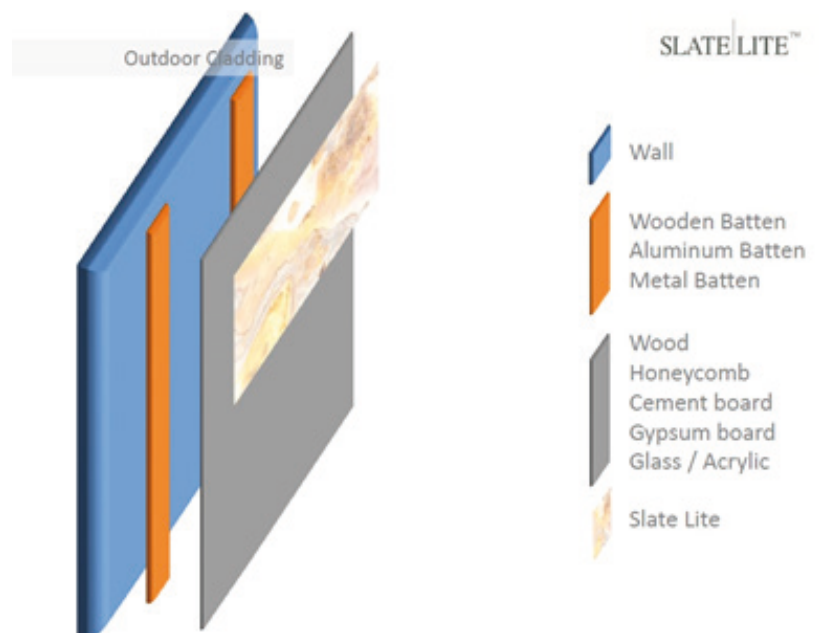 Outdoor Cladding
SLATE LITE™
Wall
Wooden Batten
Aluminum Batten
Metal Batten
Wood
Honeycomb
Cement board
Gypsum board
Glass / Acrylic
Slate Lite